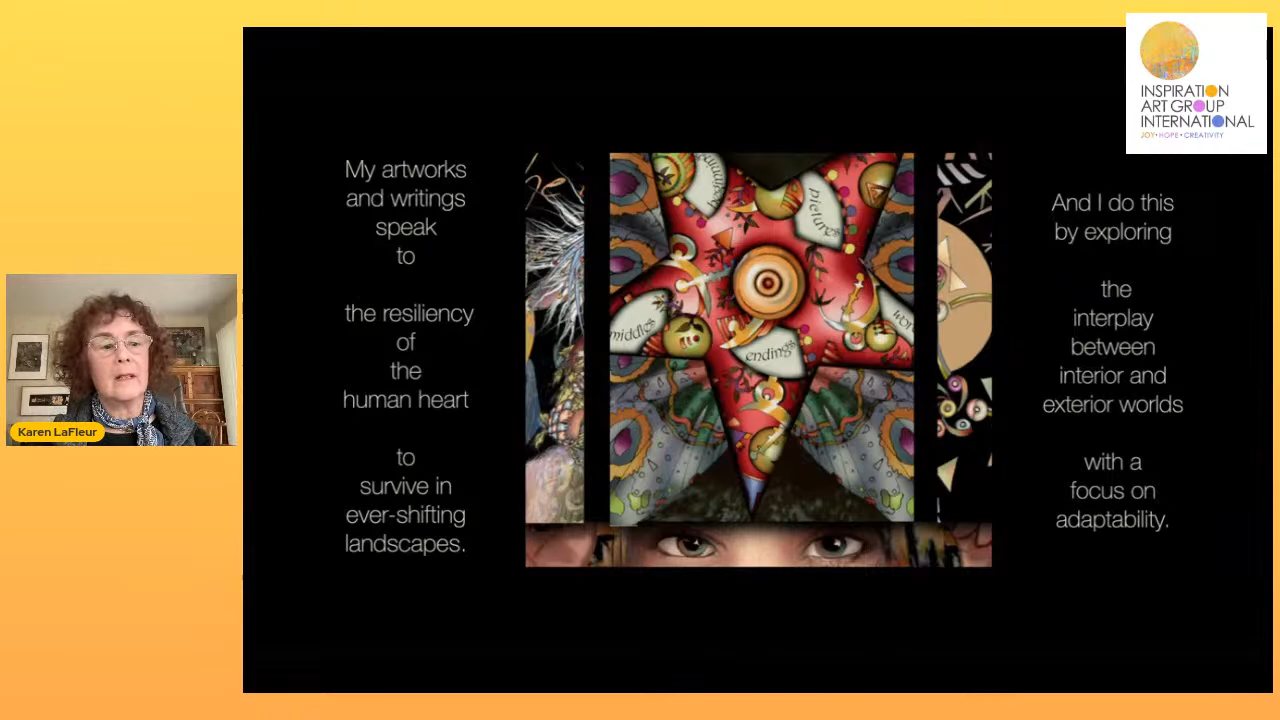 INSPIRATION
ART GROUP
INTERNATIONAL
JOY•HOPE•CREATIVITY
My artworks
and writings
speak
to
the resiliency
of
the
human heart
to
survive in
ever-shifting
landscapes.
pictures
middles
endings
And I do this
by exploring
the
interplay
between
interior and
exterior worlds
with a
focus on
adaptability.
Karen LaFleur